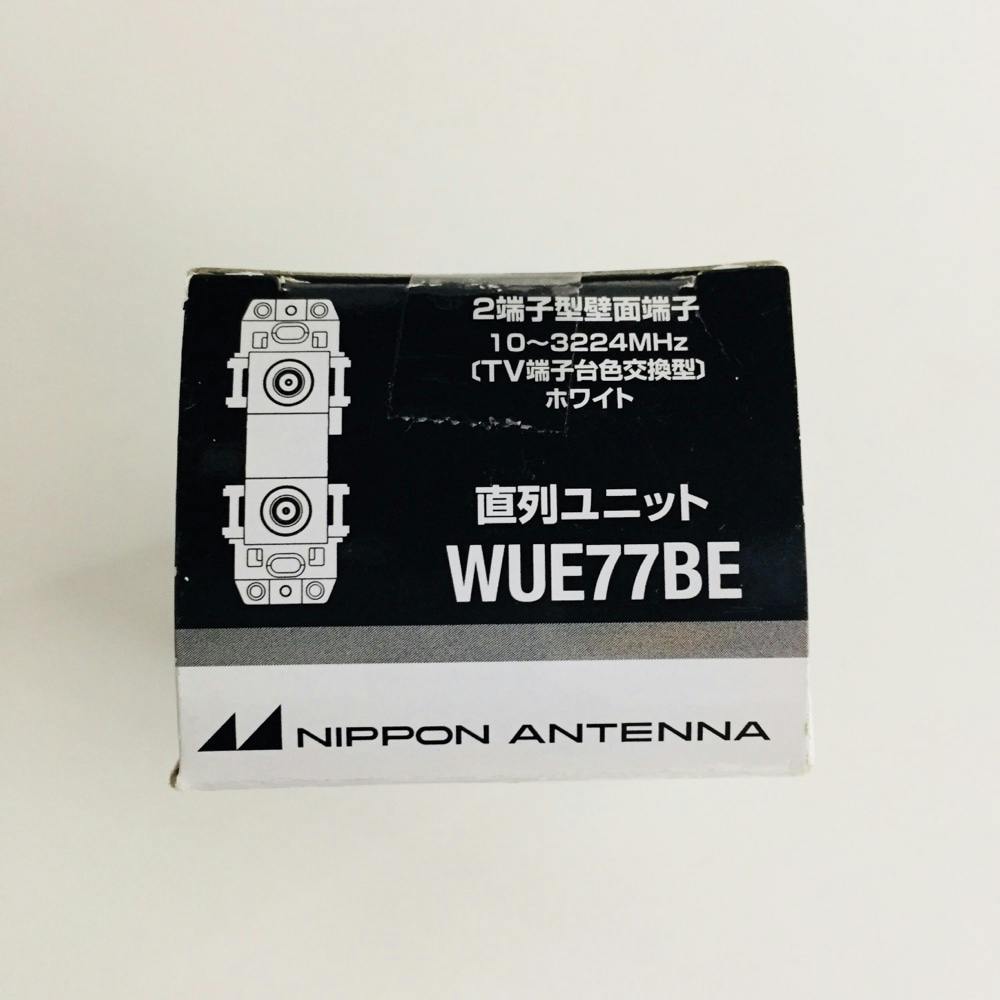 2端子型壁面端子
10〜3224MHz
〔TV端子台色交換型〕
ホワイト
直列ユニット
WUE77BE
NIPPON ANTENNA